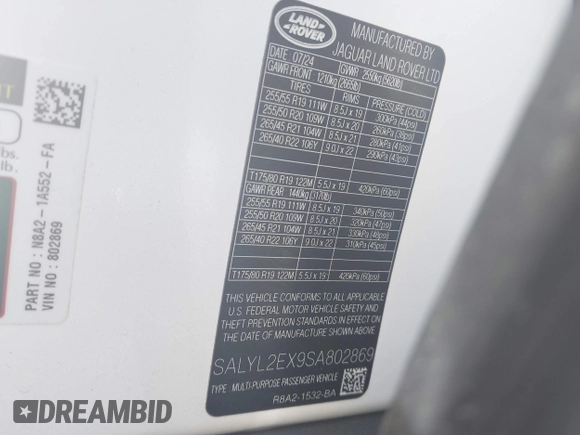 LAND
ROVER
MANUFACTURED BY
JAGUAR LAND ROVER LTD
DATE: 07/24 GVWR 2550kg (5620lb)
GAWR FRONT 1210kg (2665lb)
TIRES RIMS PRESSURE (COLD)
255/55 R19 111W 8.5J x 19 300kPa (44psi)
255/50 R20 109W 8.5J x 20 260kPa (38psi)
265/45 R21 104W 8.5J x 21 280kPa (41psi)
265/40 R22 106Y 9.0J x 22 290kPa (43psi)
T175/80 R19 122M 5.5J x 19 420kPa (60psi)
GAWR REAR 1440kg (3170lb)
255/55 R19 111W 8.5J x 19 340kPa (50psi)
255/50 R20 109W 8.5J x 20 320kPa (47psi)
265/45 R21 104W 8.5J x 21 330kPa (48psi)
265/40 R22 106Y 9.0J x 22 310kPa (45psi)
T175/80 R19 122M 5.5J x 19 420kPa (60psi)
THIS VEHICLE CONFORMS TO ALL APPLICABLE
U.S. FEDERAL MOTOR VEHICLE SAFETY AND
THEFT PREVENTION STANDARDS IN EFFECT ON
THE DATE OF MANUFACTURE SHOWN ABOVE
SALYL2EX9SA802869
TYPE: MULTI-PURPOSE PASSENGER VEHICLE
R8A2-1532-BA
lbs.
lb.
PART NO : N8A2-1A552-FA
VIN NO : 802869
DREAMBID